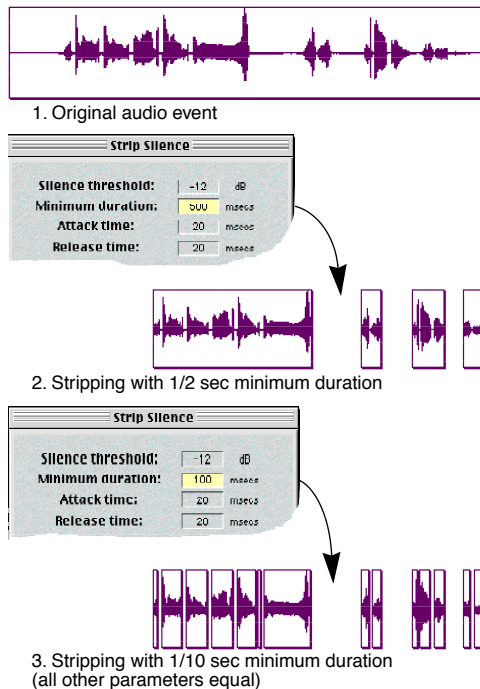 1. Original audio event
Strip Silence
Silence threshold: -12 dB
Minimum duration: 500 msecs
Attack time: 20 msecs
Release time: 20 msecs
2. Stripping with 1/2 sec minimum duration
Strip Silence
Silence threshold: -12 dB
Minimum duration: 100 msecs
Attack time: 20 msecs
Release time: 20 msecs
3. Stripping with 1/10 sec minimum duration
(all other parameters equal)